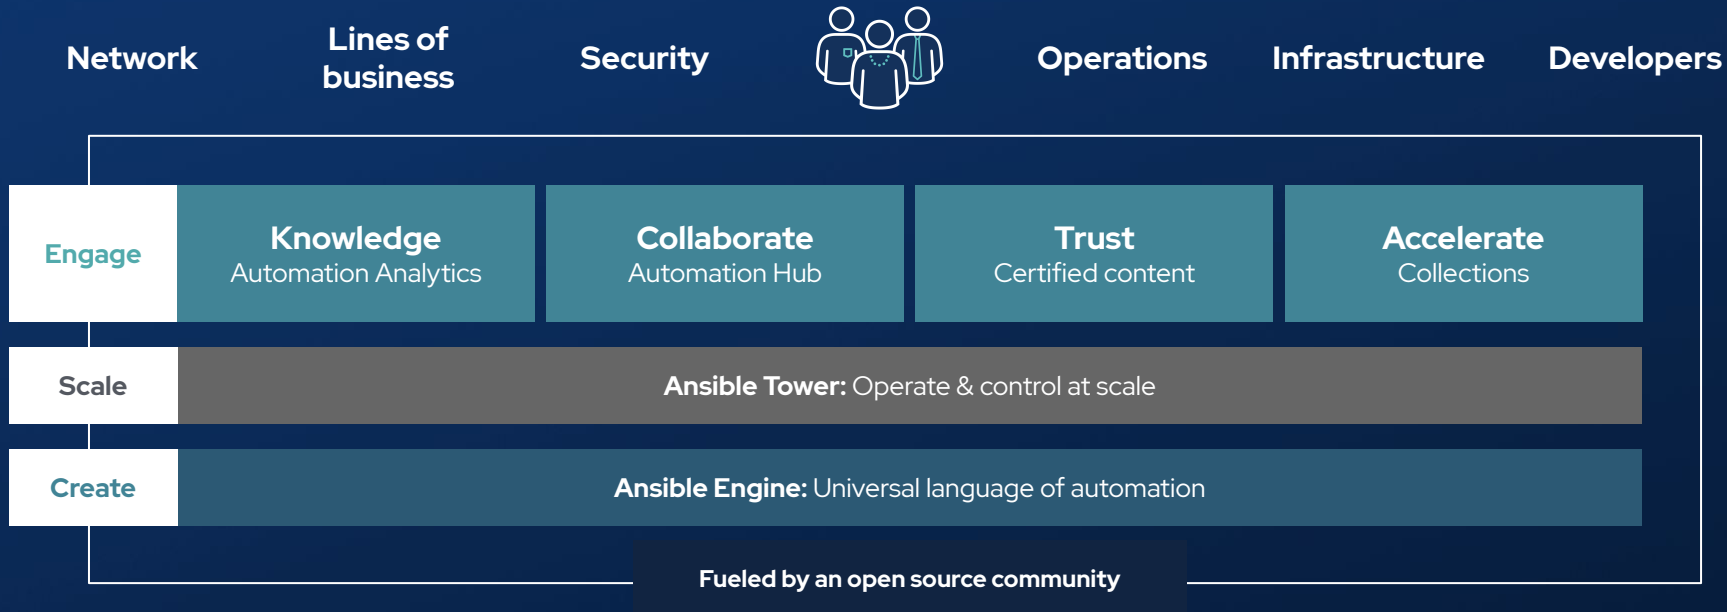 Network
Lines of
business
Security
Operations
Infrastructure
Developers
Engage
Knowledge
Automation Analytics
Collaborate
Automation Hub
Trust
Certified content
Accelerate
Collections
Scale
Ansible Tower: Operate & control at scale
Create
Ansible Engine: Universal language of automation
Fueled by an open source community